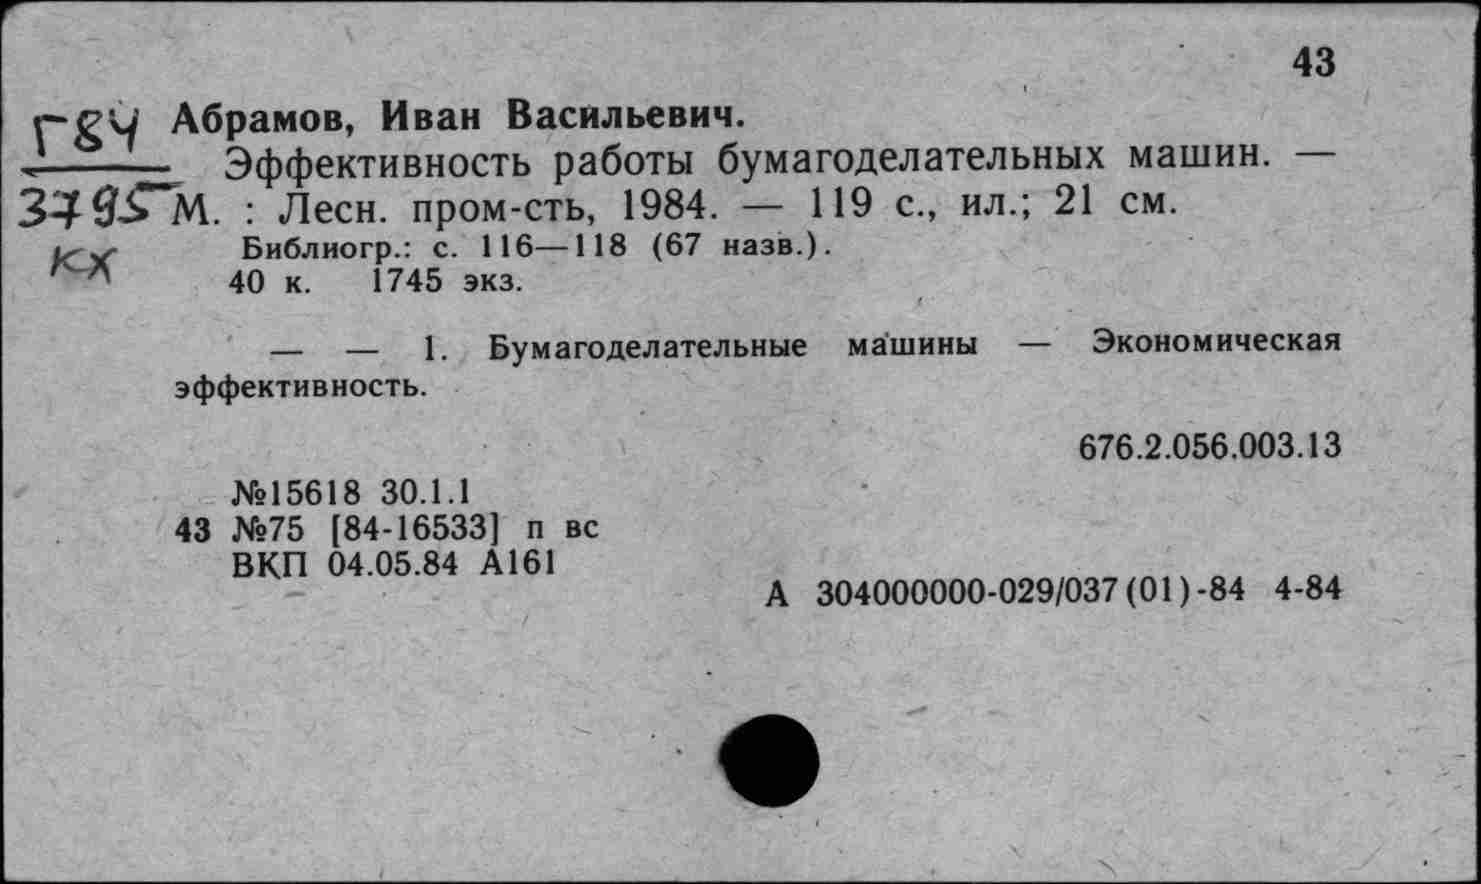 43
Г84 Абрамов, Иван Васильевич.
Эффективность работы бумагоделательных машин. —
3795 М. : Лесн. пром-сть, 1984. — 119 с., ил.; 21 см.
кх Библиогр.: с. 116—118 (67 назв.).
40 к. 1745 экз.
— — 1. Бумагоделательные машины — Экономическая
эффективность.
676.2.056.003.13
№15618 30.1.1
43 №75 [84-16533] п вс
ВКП 04.05.84 А161
А 304000000-029/037(01)-84 4-84